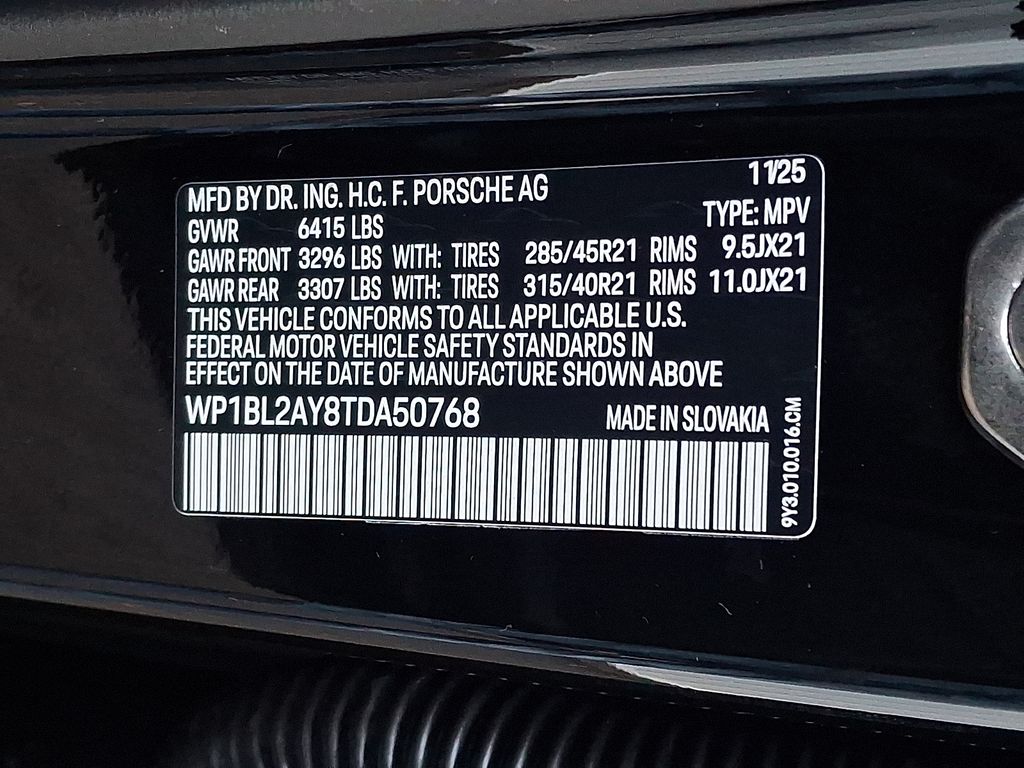 MFD BY DR. ING. H.C. F. PORSCHE AG 11/25
GVWR 6415 LBS TYPE: MPV
GAWR FRONT 3296 LBS WITH: TIRES 285/45R21 RIMS 9.5JX21
GAWR REAR 3307 LBS WITH: TIRES 315/40R21 RIMS 11.0JX21
THIS VEHICLE CONFORMS TO ALL APPLICABLE U.S.
FEDERAL MOTOR VEHICLE SAFETY STANDARDS IN
EFFECT ON THE DATE OF MANUFACTURE SHOWN ABOVE
WP1BL2AY8TDA50768 MADE IN SLOVAKIA
9Y3.010.016.CM